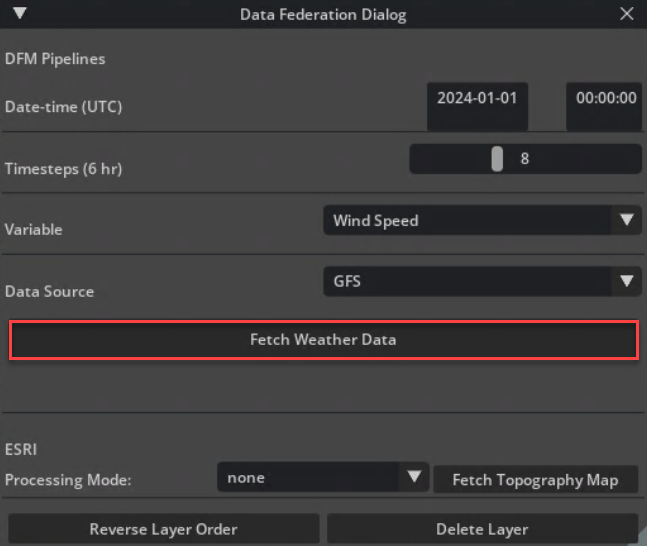 Data Federation Dialog
DFM Pipelines
Date-time (UTC) 2024-01-01 00:00:00
Timesteps (6 hr) 8
Variable Wind Speed
Data Source GFS
Fetch Weather Data
ESRI
Processing Mode: none Fetch Topography Map
Reverse Layer Order Delete Layer